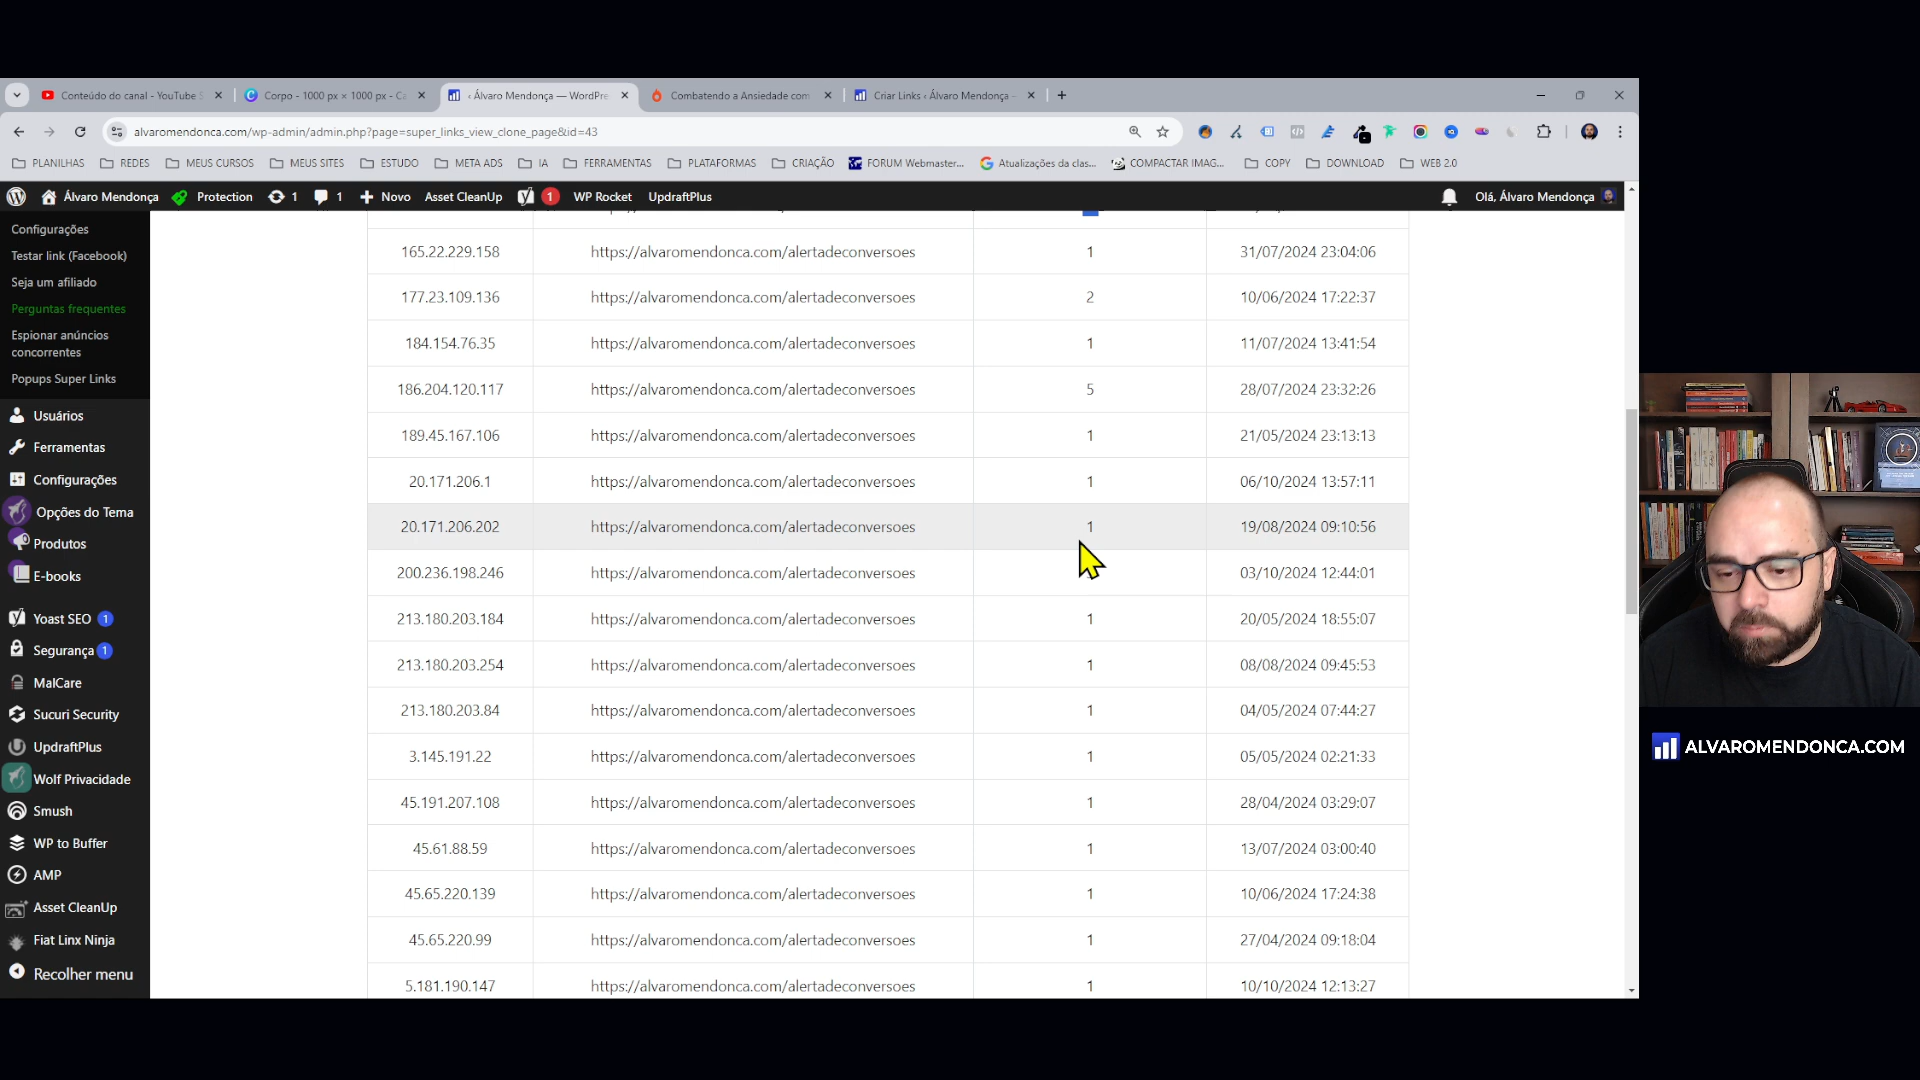 Conteúdo do canal - YouTube S
Corpo - 1000 px × 1000 px - Ca
‹ Álvaro Mendonça — WordPre
Combatendo a Ansiedade com
Criar Links ‹ Álvaro Mendonça –
alvaromendonca.com/wp-admin/admin.php?page=super_links_view_clone_page&id=43
PLANILHAS
REDES
MEUS CURSOS
MEUS SITES
ESTUDO
META ADS
IA
FERRAMENTAS
PLATAFORMAS
CRIAÇÃO
FORUM Webmaster...
Atualizações da clas...
COMPACTAR IMAG...
COPY
DOWNLOAD
WEB 2.0
Álvaro Mendonça
Protection
1
1
Novo
Asset CleanUp
1
WP Rocket
UpdraftPlus
Olá, Álvaro Mendonça
Configurações
Testar link (Facebook)
Seja um afiliado
Perguntas frequentes
Espionar anúncios
concorrentes
Popups Super Links
Usuários
Ferramentas
Configurações
Opções do Tema
Produtos
E-books
Yoast SEO 1
Segurança 1
MalCare
Sucuri Security
UpdraftPlus
Wolf Privacidade
Smush
WP to Buffer
AMP
Asset CleanUp
Fiat Linx Ninja
Recolher menu
165.22.229.158 https://alvaromendonca.com/alertadeconversoes 1 31/07/2024 23:04:06
177.23.109.136 https://alvaromendonca.com/alertadeconversoes 2 10/06/2024 17:22:37
184.154.76.35 https://alvaromendonca.com/alertadeconversoes 1 11/07/2024 13:41:54
186.204.120.117 https://alvaromendonca.com/alertadeconversoes 5 28/07/2024 23:32:26
189.45.167.106 https://alvaromendonca.com/alertadeconversoes 1 21/05/2024 23:13:13
20.171.206.1 https://alvaromendonca.com/alertadeconversoes 1 06/10/2024 13:57:11
20.171.206.202 https://alvaromendonca.com/alertadeconversoes 1 19/08/2024 09:10:56
200.236.198.246 https://alvaromendonca.com/alertadeconversoes 03/10/2024 12:44:01
213.180.203.184 https://alvaromendonca.com/alertadeconversoes 1 20/05/2024 18:55:07
213.180.203.254 https://alvaromendonca.com/alertadeconversoes 1 08/08/2024 09:45:53
213.180.203.84 https://alvaromendonca.com/alertadeconversoes 1 04/05/2024 07:44:27
3.145.191.22 https://alvaromendonca.com/alertadeconversoes 1 05/05/2024 02:21:33
45.191.207.108 https://alvaromendonca.com/alertadeconversoes 1 28/04/2024 03:29:07
45.61.88.59 https://alvaromendonca.com/alertadeconversoes 1 13/07/2024 03:00:40
45.65.220.139 https://alvaromendonca.com/alertadeconversoes 1 10/06/2024 17:24:38
45.65.220.99 https://alvaromendonca.com/alertadeconversoes 1 27/04/2024 09:18:04
5.181.190.147 https://alvaromendonca.com/alertadeconversoes 1 10/10/2024 12:13:27
ALVAROMENDONCA.COM